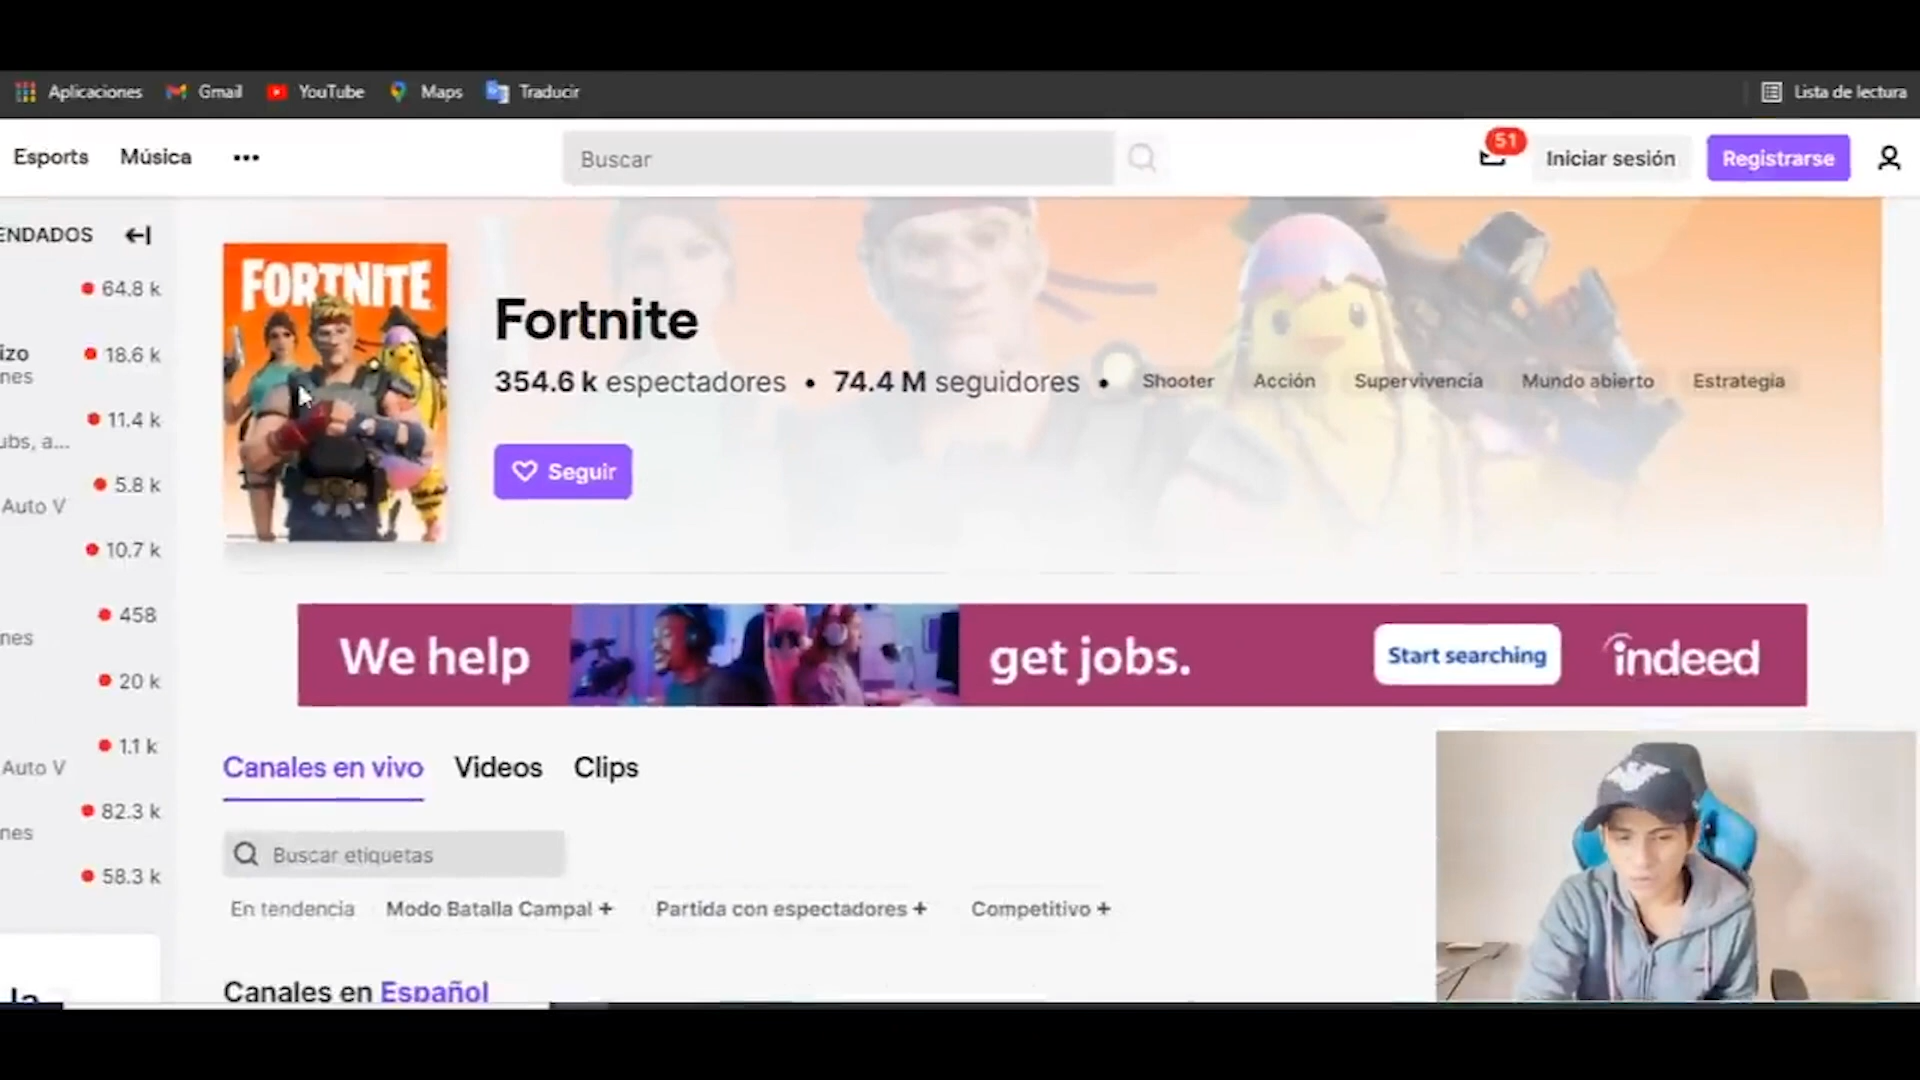 Aplicaciones Gmail YouTube Maps Traducir Lista de lectura
Esports Música ••• Buscar 51 Iniciar sesión Registrarse
ENDADOS
64.8 k
izo 18.6 k
nes
11.4 k
ubs, a...
5.8 k
Auto V
10.7 k
458
nes
20 k
1.1 k
Auto V
82.3 k
nes
58.3 k
la
FORTNITE
Fortnite
354.6 k espectadores • 74.4 M seguidores • Shooter Acción Supervivencia Mundo abierto Estrategia
Seguir
We help get jobs. Start searching indeed
Canales en vivo Videos Clips
Buscar etiquetas
En tendencia Modo Batalla Campal + Partida con espectadores + Competitivo +
Canales en Español